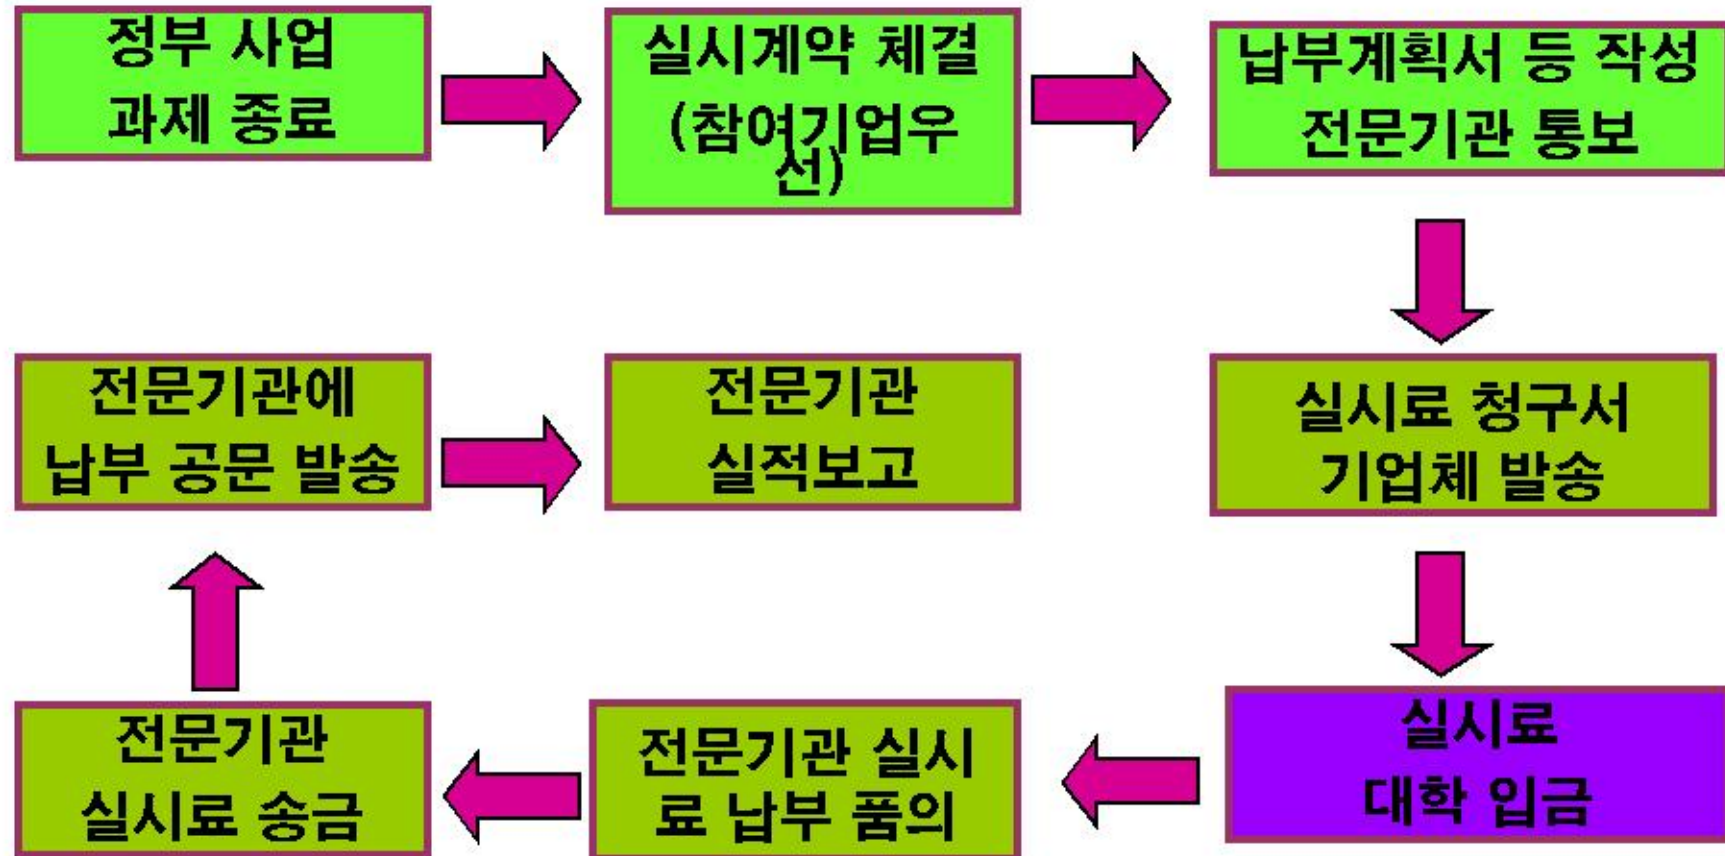 정부 사업
과제 종료
실시계약 체결
(참여기업우
선)
납부계획서 등 작성
전문기관 통보
실시료 청구서
기업체 발송
실시료
대학 입금
전문기관 실시
료 납부 품의
전문기관
실시료 송금
전문기관에
납부 공문 발송
전문기관
실적보고